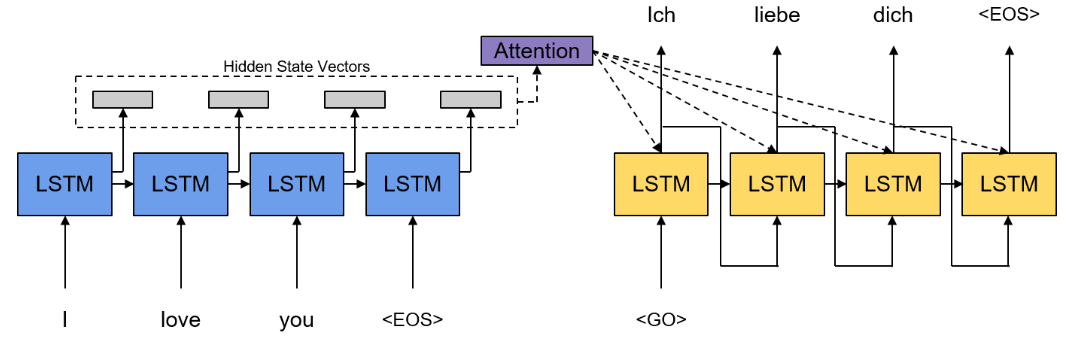 Ich liebe dich <EOS>
Attention
Hidden State Vectors
LSTM LSTM LSTM LSTM LSTM LSTM LSTM LSTM
I love you <EOS> <GO>